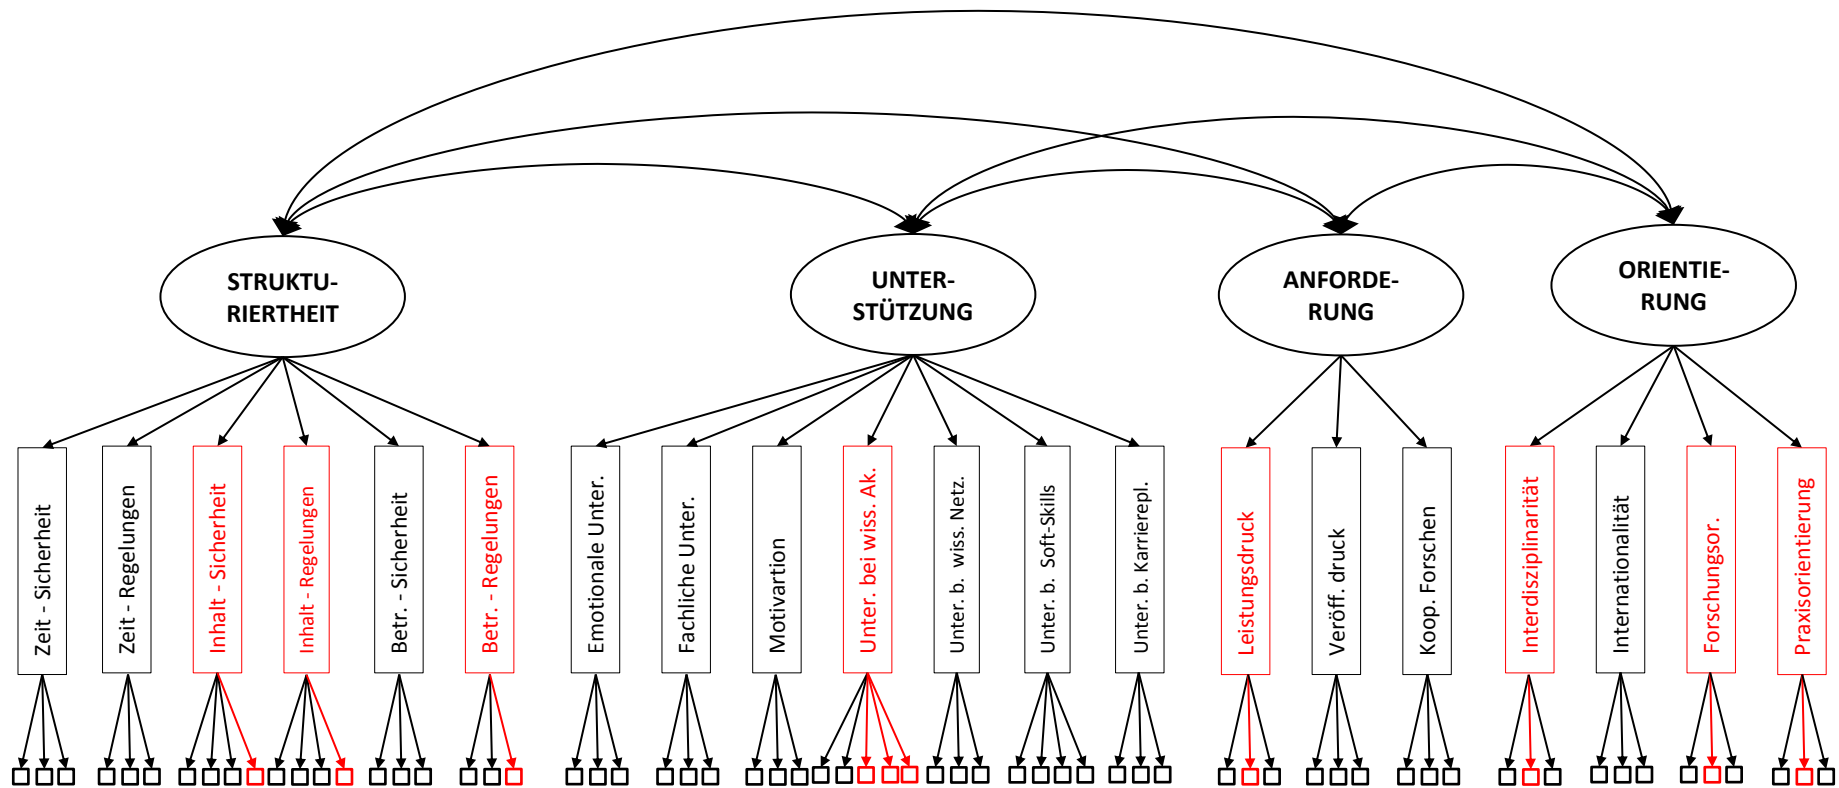 STRUKTU-
RIERTHEIT
UNTER-
STÜTZUNG
ANFORDE-
RUNG
ORIENTIE-
RUNG
Zeit - Sicherheit
Zeit - Regelungen
Inhalt - Sicherheit
Inhalt - Regelungen
Betr. - Sicherheit
Betr. - Regelungen
Emotionale Unter.
Fachliche Unter.
Motivartion
Unter. bei wiss. Ak.
Unter. b. wiss. Netz.
Unter. b. Soft-Skills
Unter. b. Karrierepl.
Leistungsdruck
Veröff. druck
Koop. Forschen
Interdisziplinarität
Internationalität
Forschungsor.
Praxisorientierung